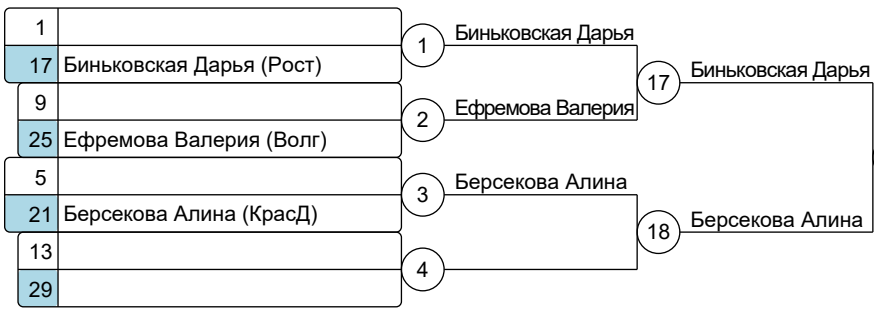 1
17 Биньковская Дарья (Рост)
9
25 Ефремова Валерия (Волг)
5
21 Берсекова Алина (КрасД)
13
29
1 Биньковская Дарья
2 Ефремова Валерия
3 Берсекова Алина
4
17 Биньковская Дарья
18 Берсекова Алина